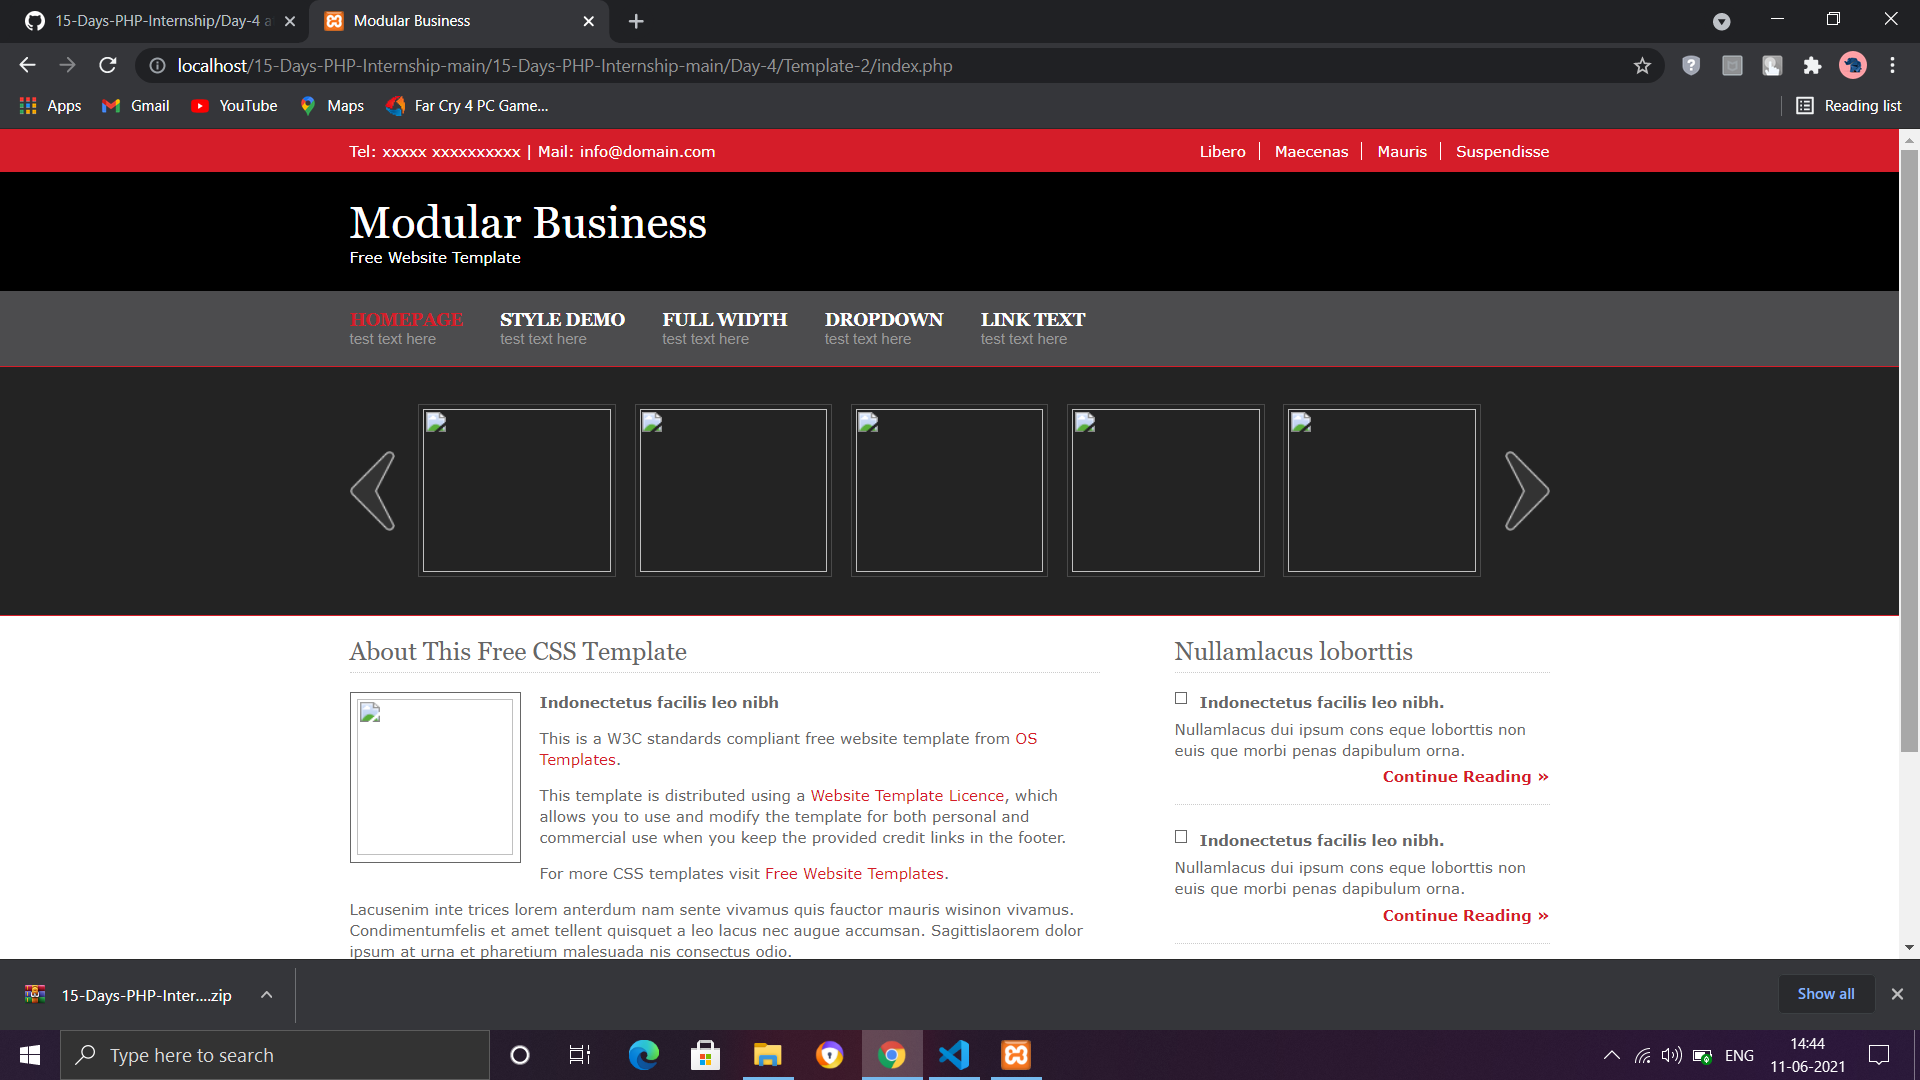 15-Days-PHP-Internship/Day-4 a
Modular Business
localhost/15-Days-PHP-Internship-main/15-Days-PHP-Internship-main/Day-4/Template-2/index.php
Apps
Gmail
YouTube
Maps
Far Cry 4 PC Game...
Reading list
Tel: xxxxx xxxxxxxxxx | Mail: info@domain.com
Libero
Maecenas
Mauris
Suspendisse
Modular Business
Free Website Template
HOMEPAGE
test text here
STYLE DEMO
test text here
FULL WIDTH
test text here
DROPDOWN
test text here
LINK TEXT
test text here
About This Free CSS Template
Indonectetus facilis leo nibh
This is a W3C standards compliant free website template from OS
Templates.
This template is distributed using a Website Template Licence, which
allows you to use and modify the template for both personal and
commercial use when you keep the provided credit links in the footer.
For more CSS templates visit Free Website Templates.
Lacusenim inte trices lorem anterdum nam sente vivamus quis fauctor mauris wisinon vivamus.
Condimentumfelis et amet tellent quisquet a leo lacus nec augue accumsan. Sagittislaorem dolor
ipsum at urna et pharetium malesuada nis consectus odio.
Nullamlacus loborttis
Indonectetus facilis leo nibh.
Nullamlacus dui ipsum cons eque loborttis non
euis que morbi penas dapibulum orna.
Continue Reading »
Indonectetus facilis leo nibh.
Nullamlacus dui ipsum cons eque loborttis non
euis que morbi penas dapibulum orna.
Continue Reading »
15-Days-PHP-Inter....zip
Show all
Type here to search
ENG
14:44
11-06-2021